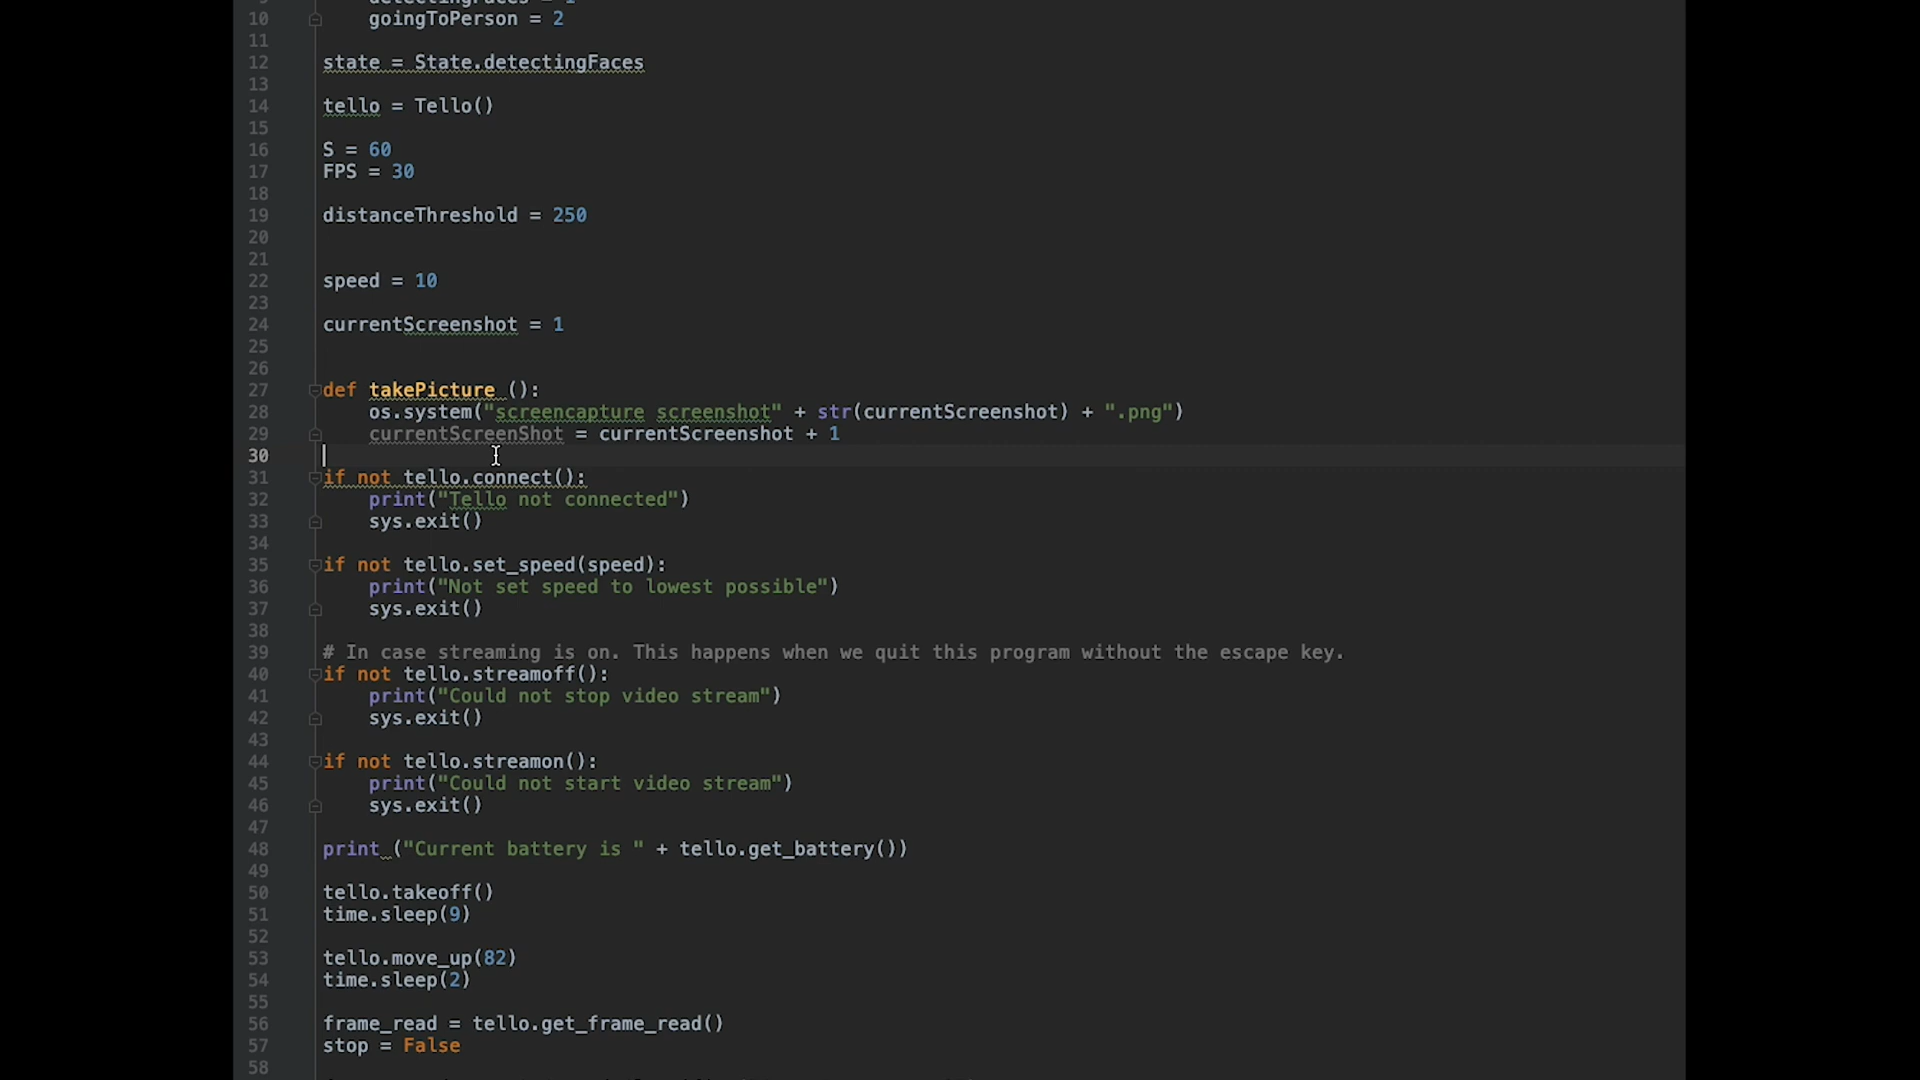 10 goingToPerson = 2
11
12 state = State.detectingFaces
13
14 tello = Tello()
15
16 S = 60
17 FPS = 30
18
19 distanceThreshold = 250
20
21
22 speed = 10
23
24 currentScreenshot = 1
25
26
27 def takePicture ():
28 os.system("screencapture screenshot" + str(currentScreenshot) + ".png")
29 currentScreenShot = currentScreenshot + 1
30
31 if not tello.connect():
32 print("Tello not connected")
33 sys.exit()
34
35 if not tello.set_speed(speed):
36 print("Not set speed to lowest possible")
37 sys.exit()
38
39 # In case streaming is on. This happens when we quit this program without the escape key.
40 if not tello.streamoff():
41 print("Could not stop video stream")
42 sys.exit()
43
44 if not tello.streamon():
45 print("Could not start video stream")
46 sys.exit()
47
48 print ("Current battery is " + tello.get_battery())
49
50 tello.takeoff()
51 time.sleep(9)
52
53 tello.move_up(82)
54 time.sleep(2)
55
56 frame_read = tello.get_frame_read()
57 stop = False
58